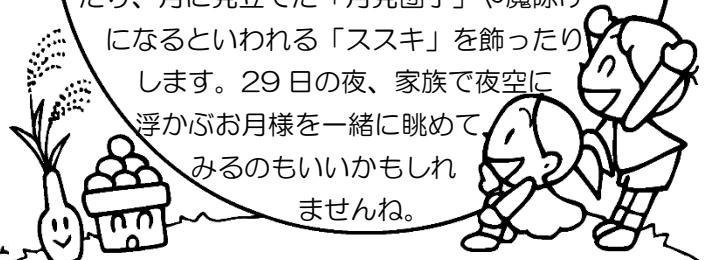 たり、月に見立てた「月見団子」や魔除け
になるといわれる「ススキ」を飾ったり
します。29 日の夜、家族で夜空に
浮かぶお月様を一緒に眺めて
みるのもいいかもしれ
ませんね。